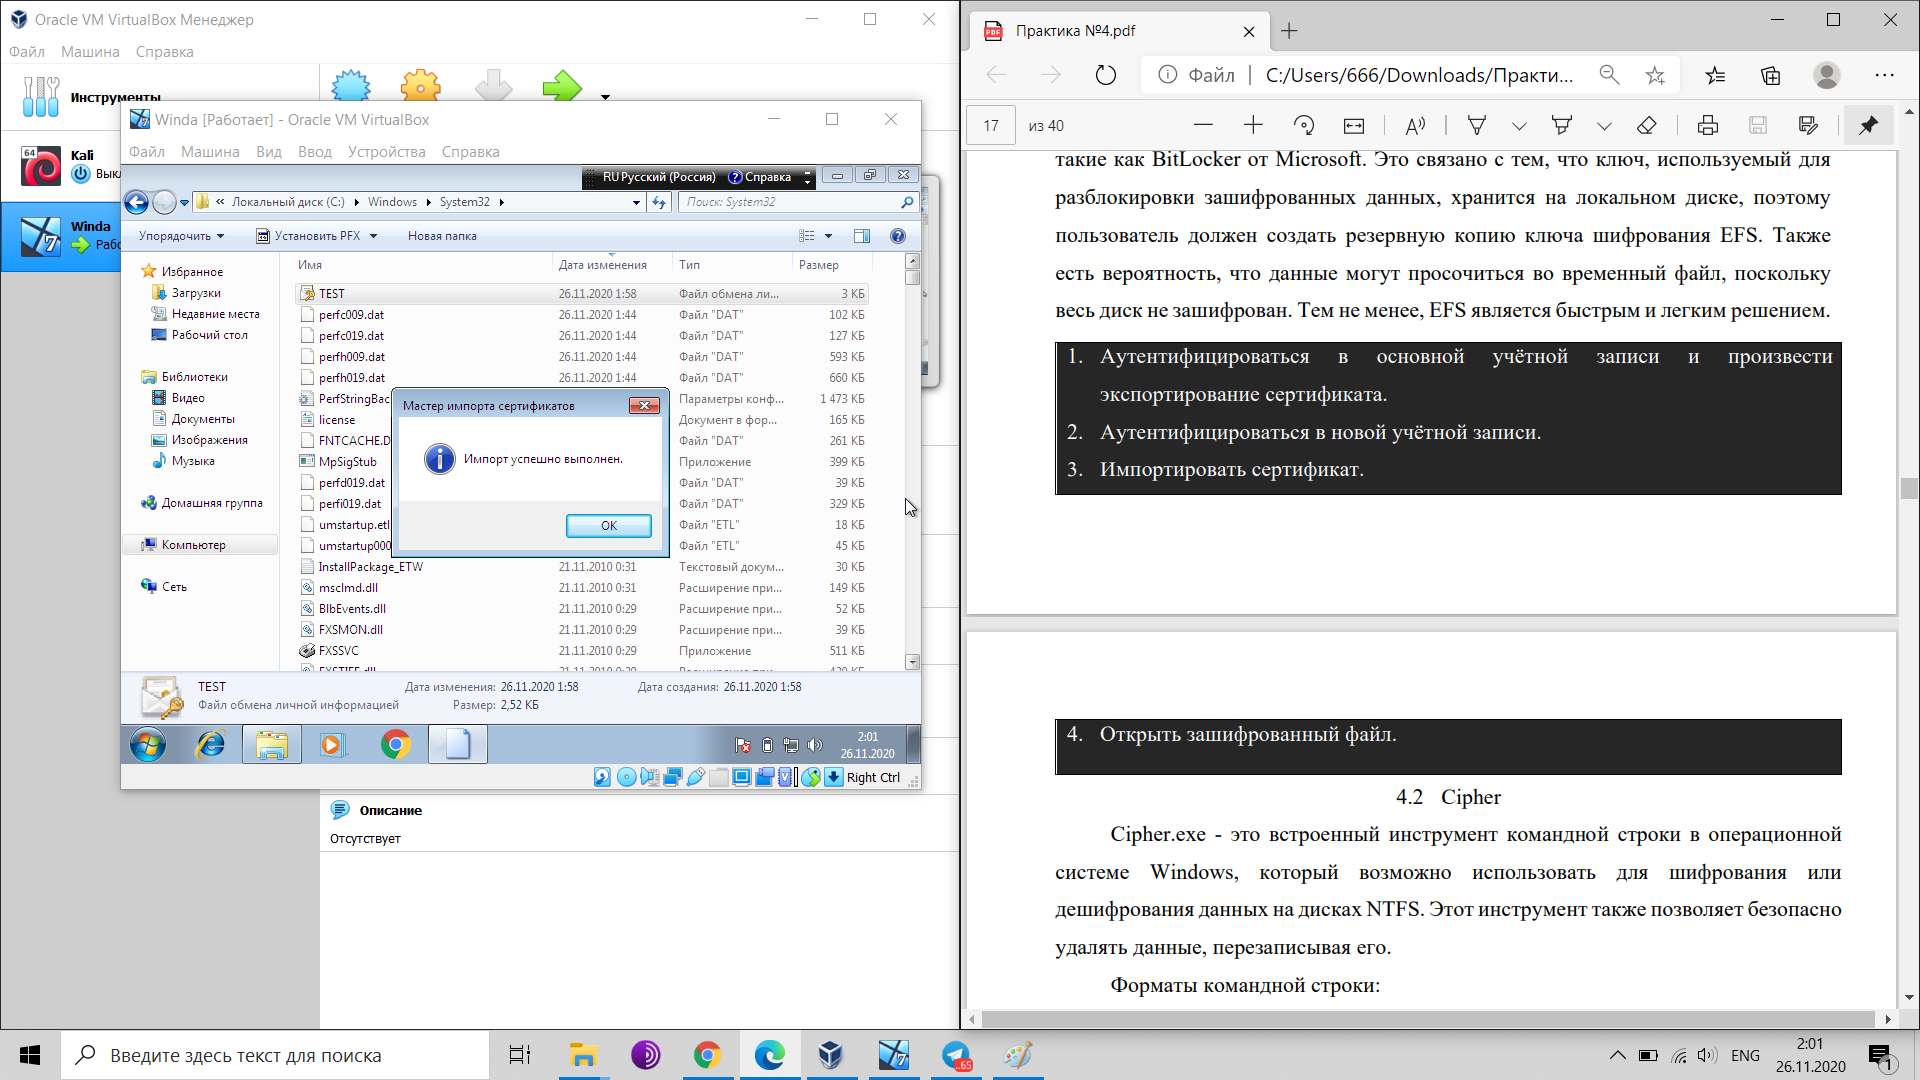 Oracle VM VirtualBox Менеджер
Файл Машина Справка
Инструменты
64
Kali
Winda
7
Winda [Работает] - Oracle VM VirtualBox
Файл Машина Вид Ввод Устройства Справка
RU Русский (Россия) Справка
« Локальный диск (C:) Windows System32
Поиск: System32
Упорядочить Установить PFX Новая папка
Избранное
Загрузки
Недавние места
Рабочий стол
Библиотеки
Видео
Документы
Изображения
Музыка
Домашняя группа
Компьютер
Сеть
Имя Дата изменения Тип Размер
TEST 26.11.2020 1:58 Файл обмена ли... 3 КБ
perfc009.dat 26.11.2020 1:44 Файл "DAT" 102 КБ
perfc019.dat 26.11.2020 1:44 Файл "DAT" 127 КБ
perfh009.dat 26.11.2020 1:44 Файл "DAT" 593 КБ
perfh019.dat 26.11.2020 1:44 Файл "DAT" 660 КБ
PerfStringBac Параметры конф... 1 473 КБ
license Документ в фор... 165 КБ
FNTCACHE.D Файл "DAT" 261 КБ
MpSigStub Приложение 399 КБ
perfd019.dat Файл "DAT" 39 КБ
perfi019.dat Файл "DAT" 329 КБ
umstartup.etl Файл "ETL" 18 КБ
umstartup000 Файл "ETL" 45 КБ
InstallPackage_ETW 21.11.2010 0:31 Текстовый докум... 30 КБ
msclmd.dll 21.11.2010 0:31 Расширение при... 149 КБ
BlbEvents.dll 21.11.2010 0:29 Расширение при... 52 КБ
FXSMON.dll 21.11.2010 0:29 Расширение при... 39 КБ
FXSSVC 21.11.2010 0:29 Приложение 511 КБ
Мастер импорта сертификатов
Импорт успешно выполнен.
OK
TEST Дата изменения: 26.11.2020 1:58 Дата создания: 26.11.2020 1:58
Файл обмена личной информацией Размер: 2,52 КБ
2:01
26.11.2020
Right Ctrl
Описание
Отсутствует
Практика №4.pdf
Файл C:/Users/666/Downloads/Практи...
17 из 40
такие как BitLocker от Microsoft. Это связано с тем, что ключ, используемый для
разблокировки зашифрованных данных, хранится на локальном диске, поэтому
пользователь должен создать резервную копию ключа шифрования EFS. Также
есть вероятность, что данные могут просочиться во временный файл, поскольку
весь диск не зашифрован. Тем не менее, EFS является быстрым и легким решением.
1. Аутентифицироваться в основной учётной записи и произвести
экспортирование сертификата.
2. Аутентифицироваться в новой учётной записи.
3. Импортировать сертификат.
4. Открыть зашифрованный файл.
4.2 Cipher
Cipher.exe - это встроенный инструмент командной строки в операционной
системе Windows, который возможно использовать для шифрования или
дешифрования данных на дисках NTFS. Этот инструмент также позволяет безопасно
удалять данные, перезаписывая его.
Форматы командной строки:
Введите здесь текст для поиска
65
ENG
2:01
26.11.2020
1